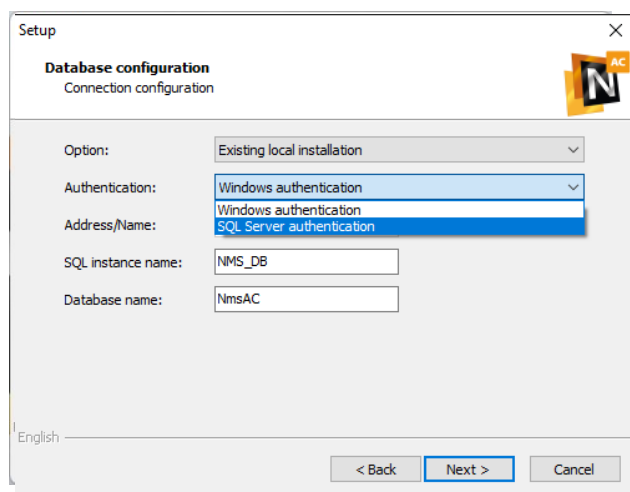 Setup
Database configuration
Connection configuration
AC
N
Option: Existing local installation
Authentication: Windows authentication
Windows authentication
Address/Name: SQL Server authentication
SQL instance name: NMS_DB
Database name: NmsAC
English
< Back Next > Cancel